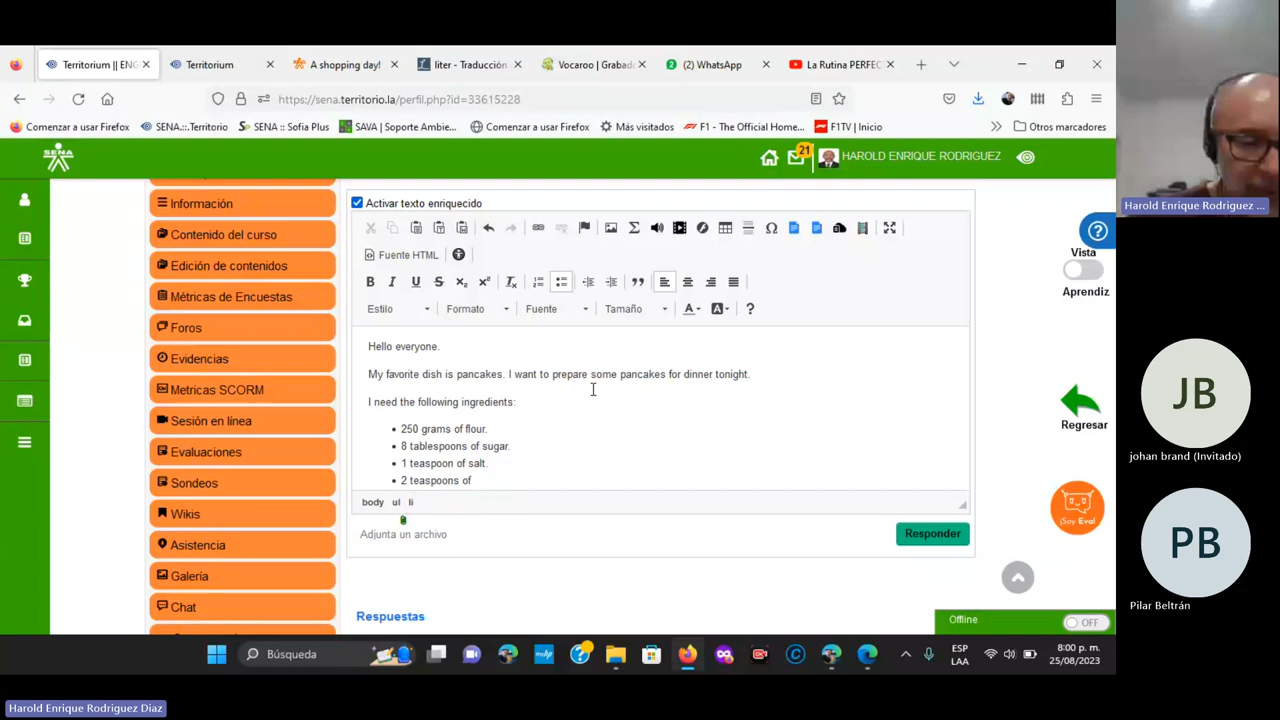 Territorium || ENG
Territorium
A shopping day!
liter - Traducción
Vocaroo | Grabad
(2) WhatsApp
La Rutina PERFEC
https://sena.territorio.la/perfil.php?id=33615228
Comenzar a usar Firefox
SENA.::.Territorio
SENA :: Sofia Plus
SAVA | Soporte Ambie...
Comenzar a usar Firefox
Más visitados
F1 - The Official Home...
F1TV | Inicio
Otros marcadores
SENA
21
HAROLD ENRIQUE RODRIGUEZ
Harold Enrique Rodriguez ...
Información
Contenido del curso
Edición de contenidos
Métricas de Encuestas
Foros
Evidencias
Metricas SCORM
Sesión en línea
Evaluaciones
Sondeos
Wikis
Asistencia
Galería
Chat
Activar texto enriquecido
Fuente HTML
Estilo
Formato
Fuente
Tamaño
Hello everyone.
My favorite dish is pancakes. I want to prepare some pancakes for dinner tonight.
I need the following ingredients:
• 250 grams of flour.
• 8 tablespoons of sugar.
• 1 teaspoon of salt.
• 2 teaspoons of
body ul li
Adjunta un archivo
Responder
Respuestas
Vista
Aprendiz
Regresar
¡Soy Eva!
Offline
OFF
JB
johan brand (Invitado)
PB
Pilar Beltrán
Búsqueda
ESP
LAA
8:00 p. m.
25/08/2023
Harold Enrique Rodriguez Diaz